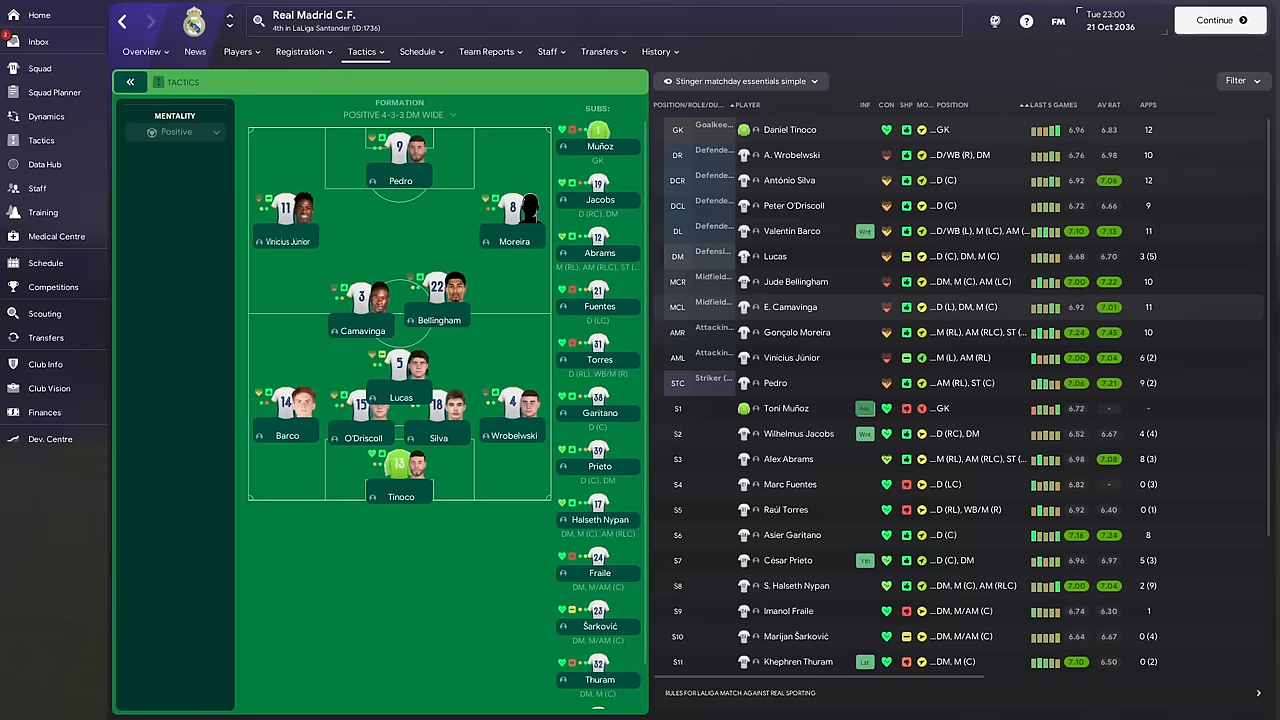 Real Madrid C.F.
4th in LaLiga Santander (ID:1736)
FM
Tue 23:00
21 Oct 2036
Continue
Overview
News
Players
Registration
Tactics
Schedule
Team Reports
Staff
Transfers
History
2
Home
Inbox
Squad
Squad Planner
Dynamics
Tactics
Data Hub
Staff
Training
Medical Centre
Schedule
Competitions
Scouting
Transfers
Club Info
Club Vision
Finances
Dev. Centre
«
TACTICS
MENTALITY
Positive
FORMATION
POSITIVE 4-3-3 DM WIDE
9
Pedro
11
Vinícius Júnior
8
Moreira
3
Camavinga
22
Bellingham
5
Lucas
14
Barco
15
O'Driscoll
18
Silva
4
Wrobelwski
13
Tinoco
SUBS:
1
Muñoz
GK
19
Jacobs
D (RC), DM
12
Abrams
M (RL), AM (RLC), ST (...
21
Fuentes
D (LC)
31
Torres
D (RL), WB/M (R)
38
Garitano
D (C)
39
Prieto
D (C), DM
17
Halseth Nypan
DM, M (C), AM (RLC)
24
Fraile
DM, M/AM (C)
23
Šarković
DM, M/AM (C)
32
Thuram
DM, M (C)
Stinger matchday essentials simple
Filter
POSITION/ROLE/DU... PLAYER INF CON SHP MO... POSITION LAST 5 GAMES AV RAT APPS
GK Goalkee... Daniel Tinoco ...GK 6.96 6.83 12
DR Defende... A. Wrobelwski ...D/WB (R), DM 6.76 6.98 10
DCR Defende... António Silva ...D (C) 6.92 7.06 12
DCL Defende... Peter O'Driscoll ...D (C) 6.72 6.66 9
DL Defende... Valentín Barco Wnt ...D/WB (L), M (LC), AM (... 7.10 7.13 11
DM Defensi... Lucas ...D (C), DM, M (C) 6.68 6.70 3 (5)
MCR Midfield... Jude Bellingham ...DM, M (C), AM (LC) 7.00 7.22 10
MCL Midfield... E. Camavinga ...D (L), DM, M (C) 6.92 7.01 11
AMR Attackin... Gonçalo Moreira ...M (RL), AM (RLC), ST (... 7.24 7.45 10
AML Attackin... Vinícius Júnior ...M (L), AM (RL) 7.00 7.04 6 (2)
STC Striker (... Pedro ...AM (RL), ST (C) 7.06 7.21 9 (2)
S1 Toni Muñoz ...GK 6.72 - -
S2 Wilhelmus Jacobs Wnt ...D (RC), DM 6.52 6.67 4 (4)
S3 Alex Abrams ...M (RL), AM (RLC), ST (... 6.98 7.08 8 (3)
S4 Marc Fuentes ...D (LC) 6.82 - 0 (3)
S5 Raúl Torres ...D (RL), WB/M (R) 6.92 6.40 0 (1)
S6 Asier Garitano ...D (C) 7.16 7.24 8
S7 César Prieto Yth ...D (C), DM 6.96 6.97 5 (3)
S8 S. Halseth Nypan ...DM, M (C), AM (RLC) 7.00 7.04 2 (9)
S9 Imanol Fraile ...DM, M/AM (C) 6.74 6.30 1
S10 Marijan Šarković ...DM, M/AM (C) 6.64 6.67 0 (4)
S11 Khephren Thuram Lst ...DM, M (C) 7.10 6.50 0 (2)
RULES FOR LALIGA MATCH AGAINST REAL SPORTING